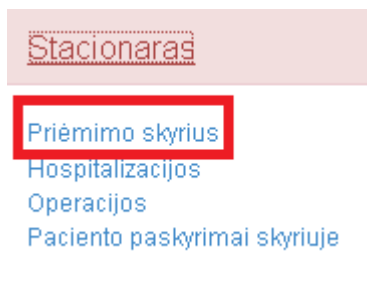 Stacionaras
Priėmimo skyrius
Hospitalizacijos
Operacijos
Paciento paskyrimai skyriuje